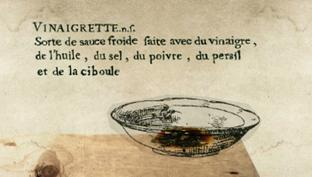 VINAIGRETTE.n.f.
Sorte de sauce froide faite avec du vinaigre,
de l'huile, du sel, du poivre, du persil
et de la ciboule